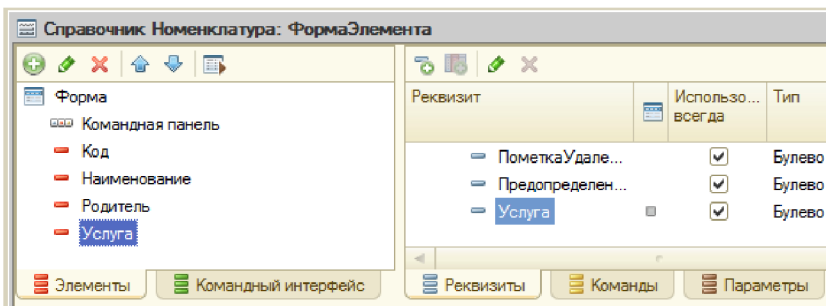 Справочник Номенклатура: ФормаЭлемента
Форма
Командная панель
Код
Наименование
Родитель
Услуга
Элементы
Командный интерфейс
Реквизит
Использо...
всегда
Тип
ПометкаУдале...
Булево
Предопределен...
Булево
Услуга
Булево
Реквизиты
Команды
Параметры